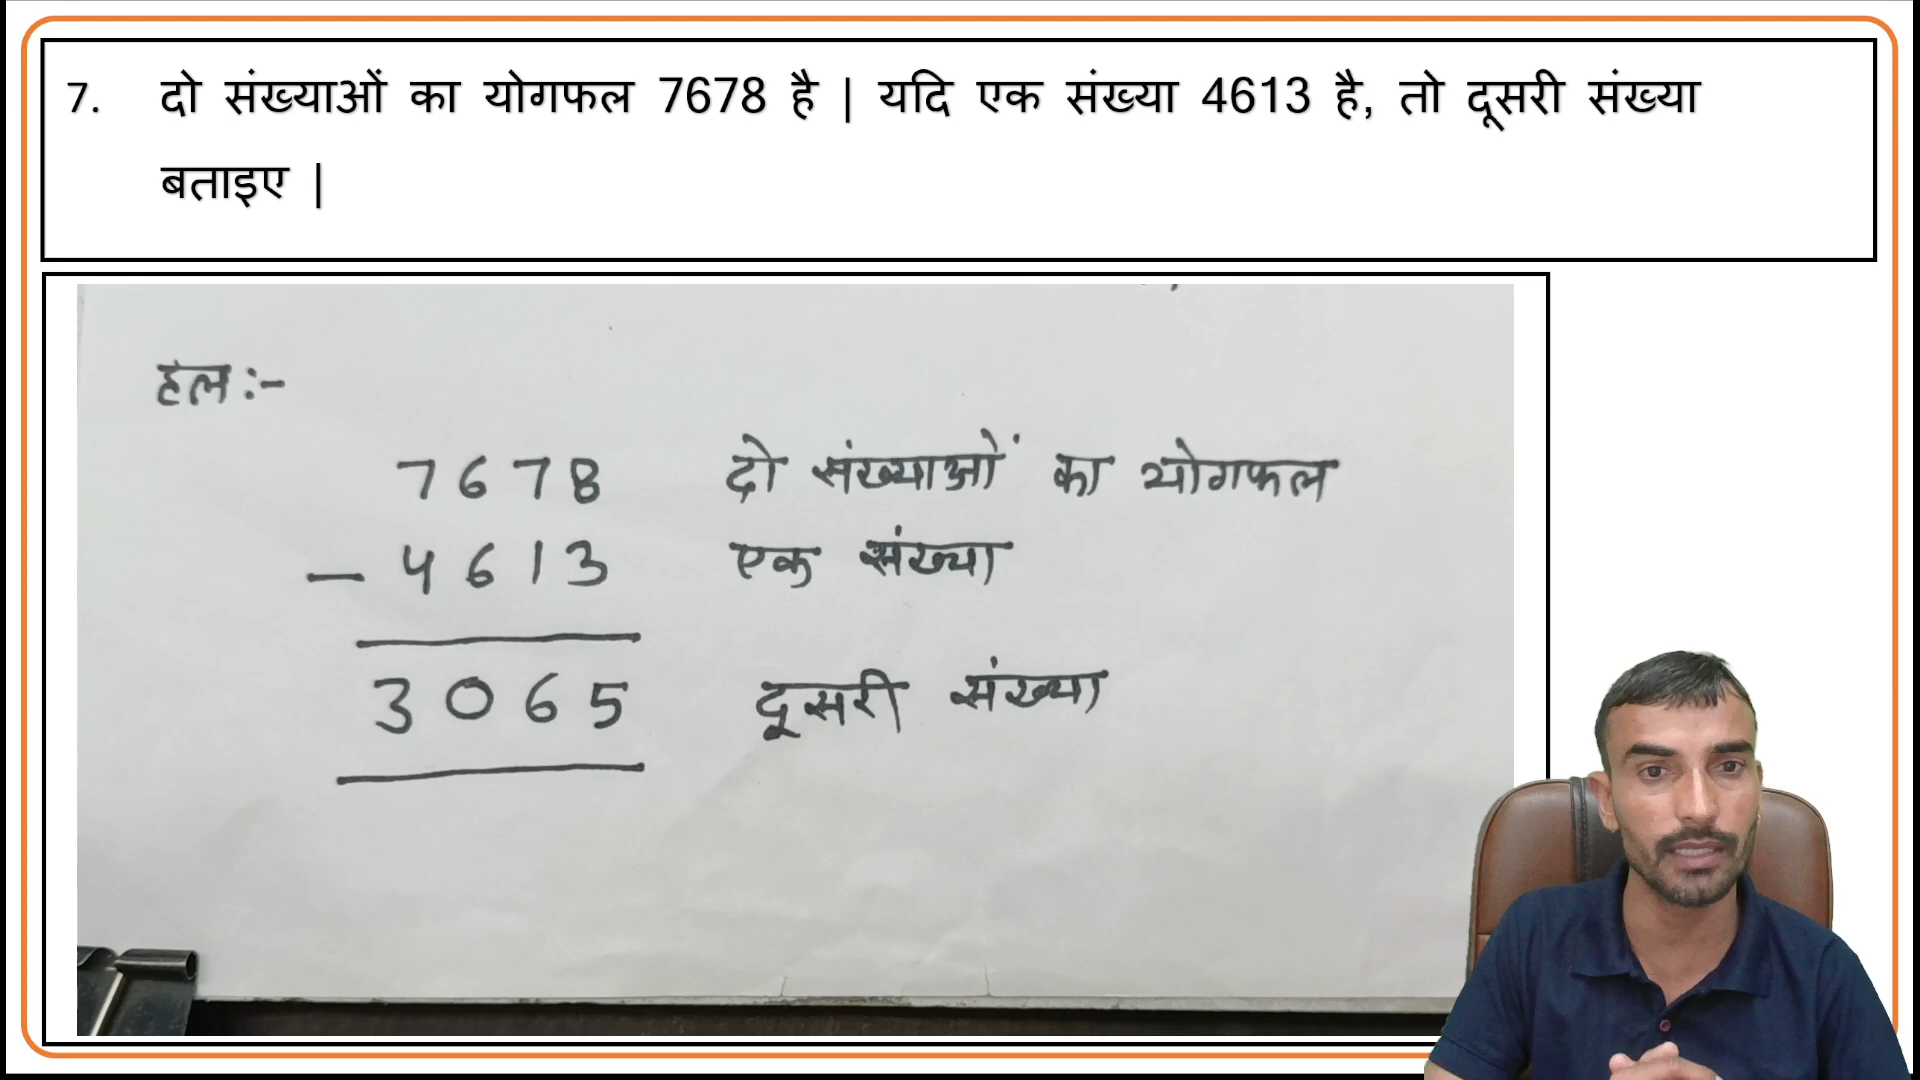 7. दो संख्याओं का योगफल 7678 है | यदि एक संख्या 4613 है, तो दूसरी संख्या
बताइए |
हल:-
7678 दो संख्याओं का योगफल
- 4613 एक संख्या
3065 दूसरी संख्या